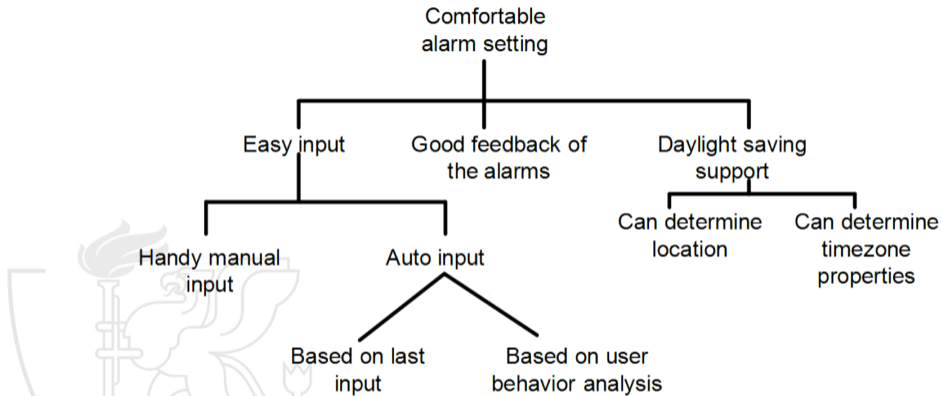 Comfortable
alarm setting
Easy input
Good feedback of
the alarms
Daylight saving
support
Can determine
location
Can determine
timezone
properties
Handy manual
input
Auto input
Based on last
input
Based on user
behavior analysis